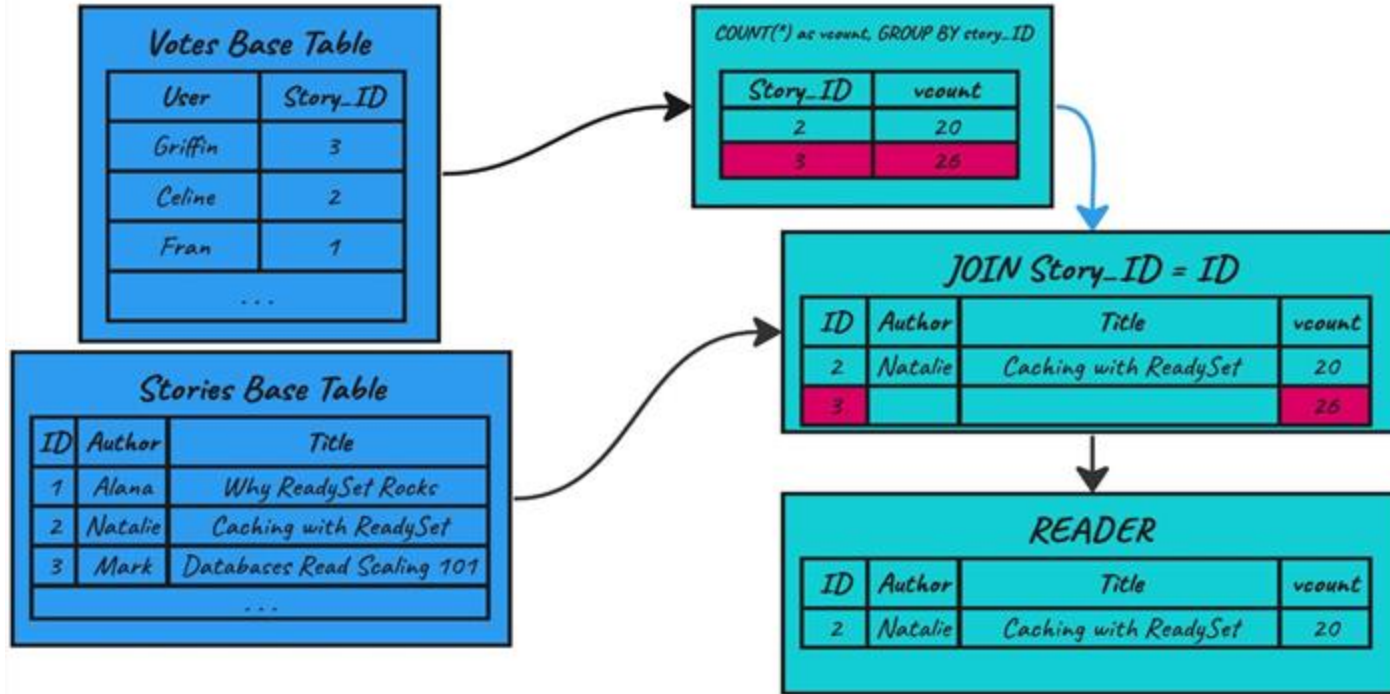 Votes Base Table
User Story_ID
Griffin 3
Celine 2
Fran 1
...
COUNT(*) as vcount, GROUP BY story_ID
Story_ID vcount
2 20
3 26
Stories Base Table
ID Author Title
1 Alana Why ReadySet Rocks
2 Natalie Caching with ReadySet
3 Mark Databases Read Scaling 101
...
JOIN Story_ID = ID
ID Author Title vcount
2 Natalie Caching with ReadySet 20
3 26
READER
ID Author Title vcount
2 Natalie Caching with ReadySet 20